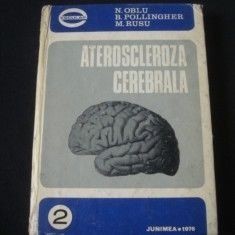 N. OBLU
B. POLLINGHER
M. RUSU
ATEROSCLEROZA
CEREBRALA
2
JUNIMEA • 1976